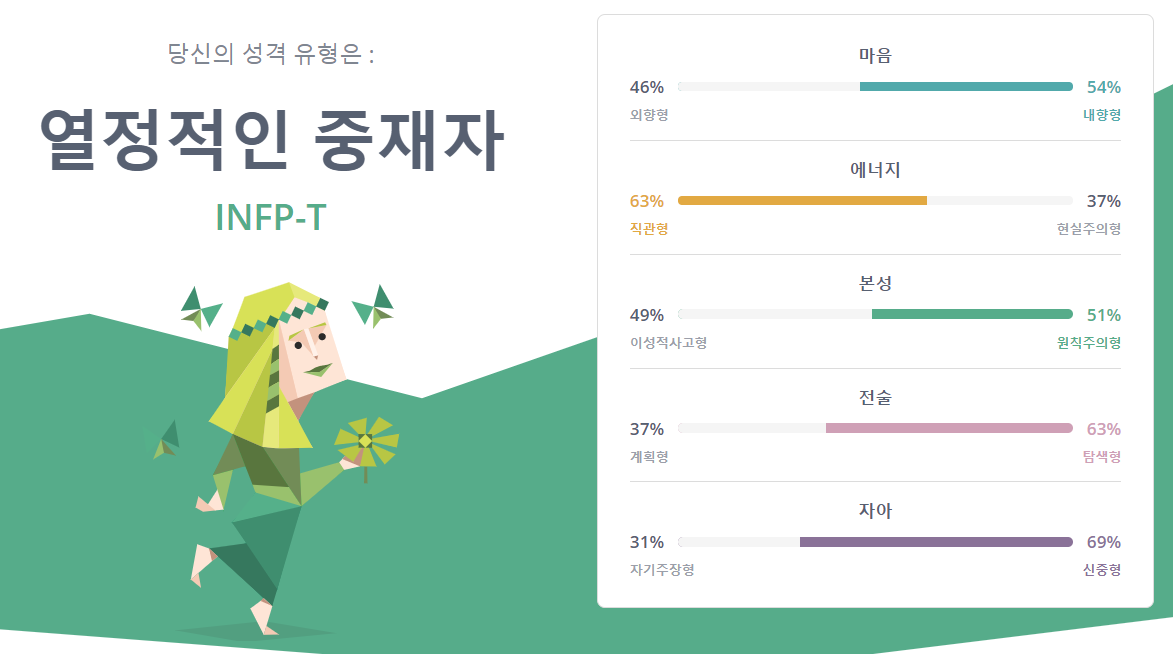 당신의 성격 유형은 :
열정적인 중재자
INFP-T
마음
46% 54%
외향형 내향형
에너지
63% 37%
직관형 현실주의형
본성
49% 51%
이성적사고형 원칙주의형
전술
37% 63%
계획형 탐색형
자아
31% 69%
자기주장형 신중형